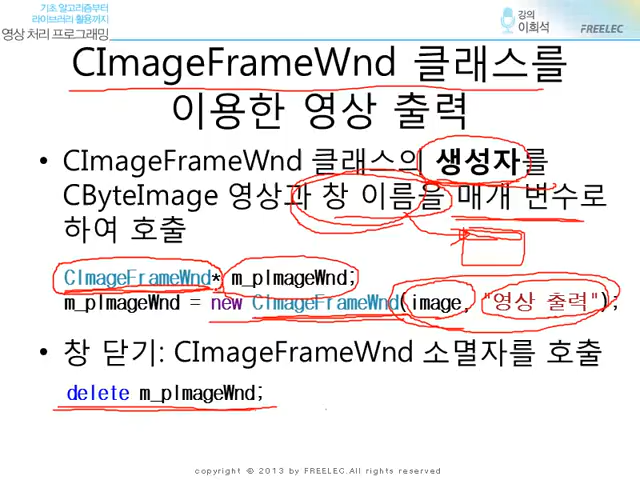 기초 알고리즘부터
라이브러리 활용까지
영상 처리 프로그래밍
강의
이희석
FREELEC
CImageFrameWnd 클래스를
이용한 영상 출력
• CImageFrameWnd 클래스의 생성자를
CByteImage 영상과 창 이름을 매개 변수로
하여 호출
CImageFrameWnd* m_pImageWnd;
m_pImageWnd = new CImageFrameWnd(image, "영상 출력");
• 창 닫기: CImageFrameWnd 소멸자를 호출
delete m_pImageWnd;
copyright ⓒ 2013 by FREELEC.All rights reserved